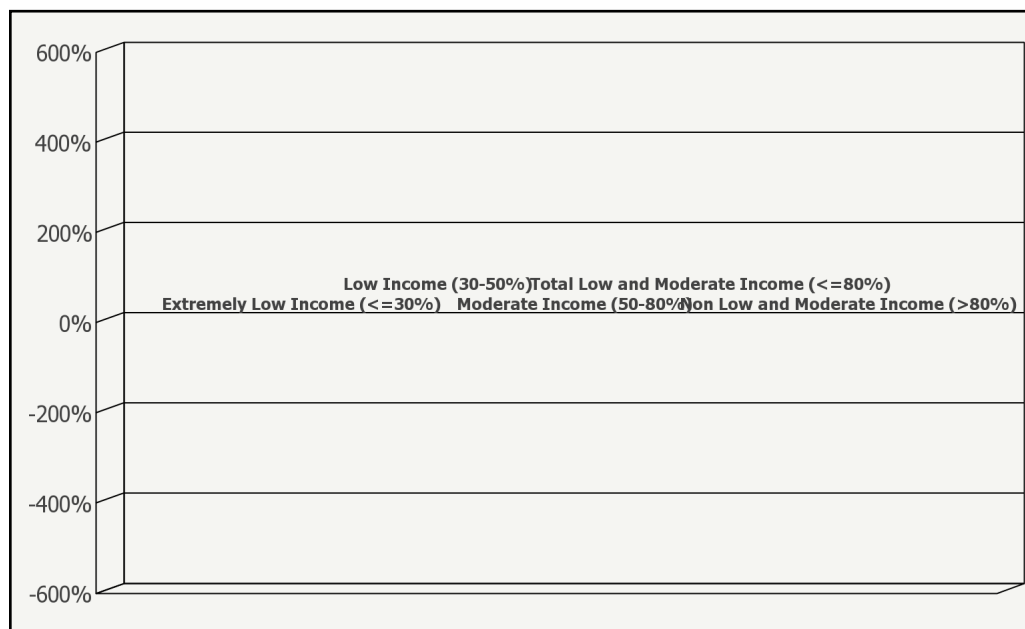 600%
400%
200%
Low Income (30-50%)
Total Low and Moderate Income (<=80%)
Extremely Low Income (<=30%)
Moderate Income (50-80%)
Non Low and Moderate Income (>80%)
0%
-200%
-400%
-600%